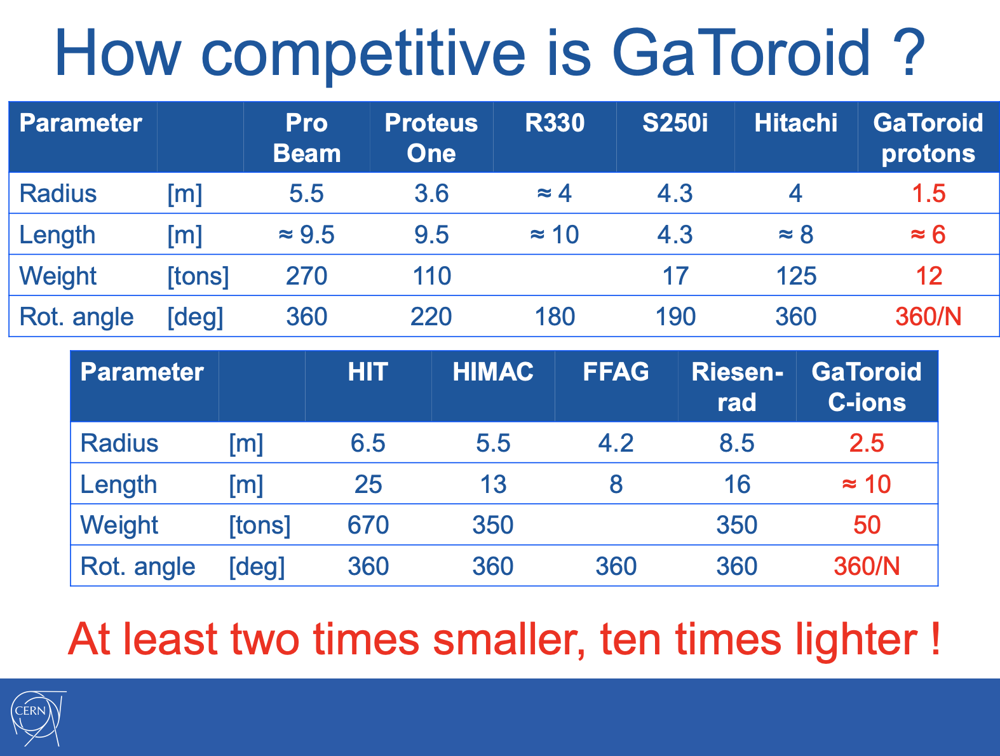 How competitive is GaToroid ?
Parameter Pro Beam Proteus One R330 S250i Hitachi GaToroid protons
Radius [m] 5.5 3.6 ≈ 4 4.3 4 1.5
Length [m] ≈ 9.5 9.5 ≈ 10 4.3 ≈ 8 ≈ 6
Weight [tons] 270 110 17 125 12
Rot. angle [deg] 360 220 180 190 360 360/N
Parameter HIT HIMAC FFAG Riesen-rad GaToroid C-ions
Radius [m] 6.5 5.5 4.2 8.5 2.5
Length [m] 25 13 8 16 ≈ 10
Weight [tons] 670 350 350 50
Rot. angle [deg] 360 360 360 360 360/N
At least two times smaller, ten times lighter !
CERN